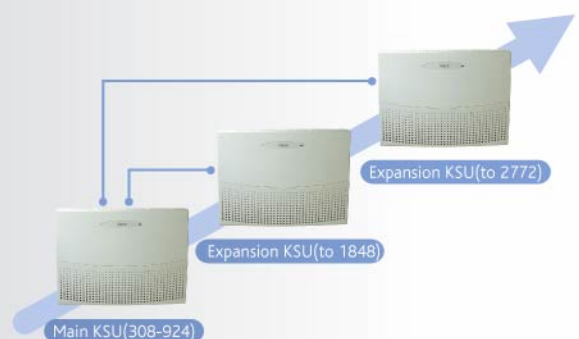 Expansion KSU(to 2772)
Expansion KSU(to 1848)
Main KSU(308-924)